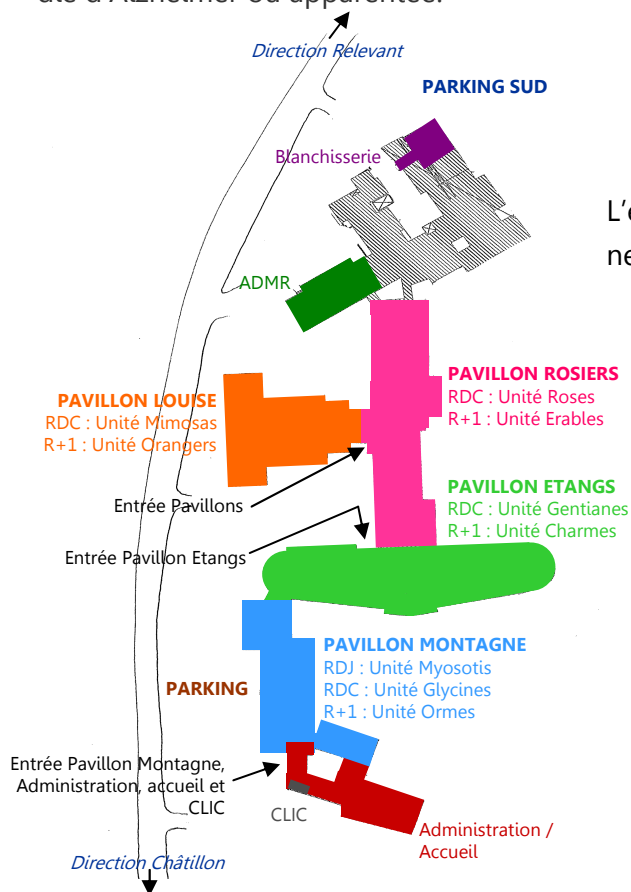 Direction Relevant
PARKING SUD
Blanchisserie
ADMR
PAVILLON LOUISE
RDC : Unité Mimosas
R+1 : Unité Orangers
PAVILLON ROSIERS
RDC : Unité Roses
R+1 : Unité Erables
Entrée Pavillons
PAVILLON ETANGS
RDC : Unité Gentianes
R+1 : Unité Charmes
Entrée Pavillon Etangs
PAVILLON MONTAGNE
RDJ : Unité Myosotis
RDC : Unité Glycines
R+1 : Unité Ormes
PARKING
Entrée Pavillon Montagne,
Administration, accueil et
CLIC
CLIC
Administration /
Accueil
Direction Châtillon